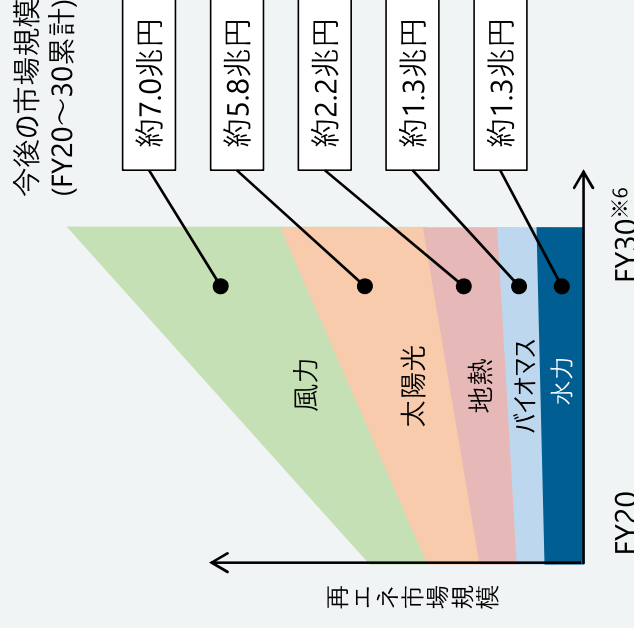 今後の市場規模
(FY20～30累計)
約7.0兆円
約5.8兆円
約2.2兆円
約1.3兆円
約1.3兆円
風力
太陽光
地熱
バイオマス
水力
再エネ市場規模
FY20
FY30※6